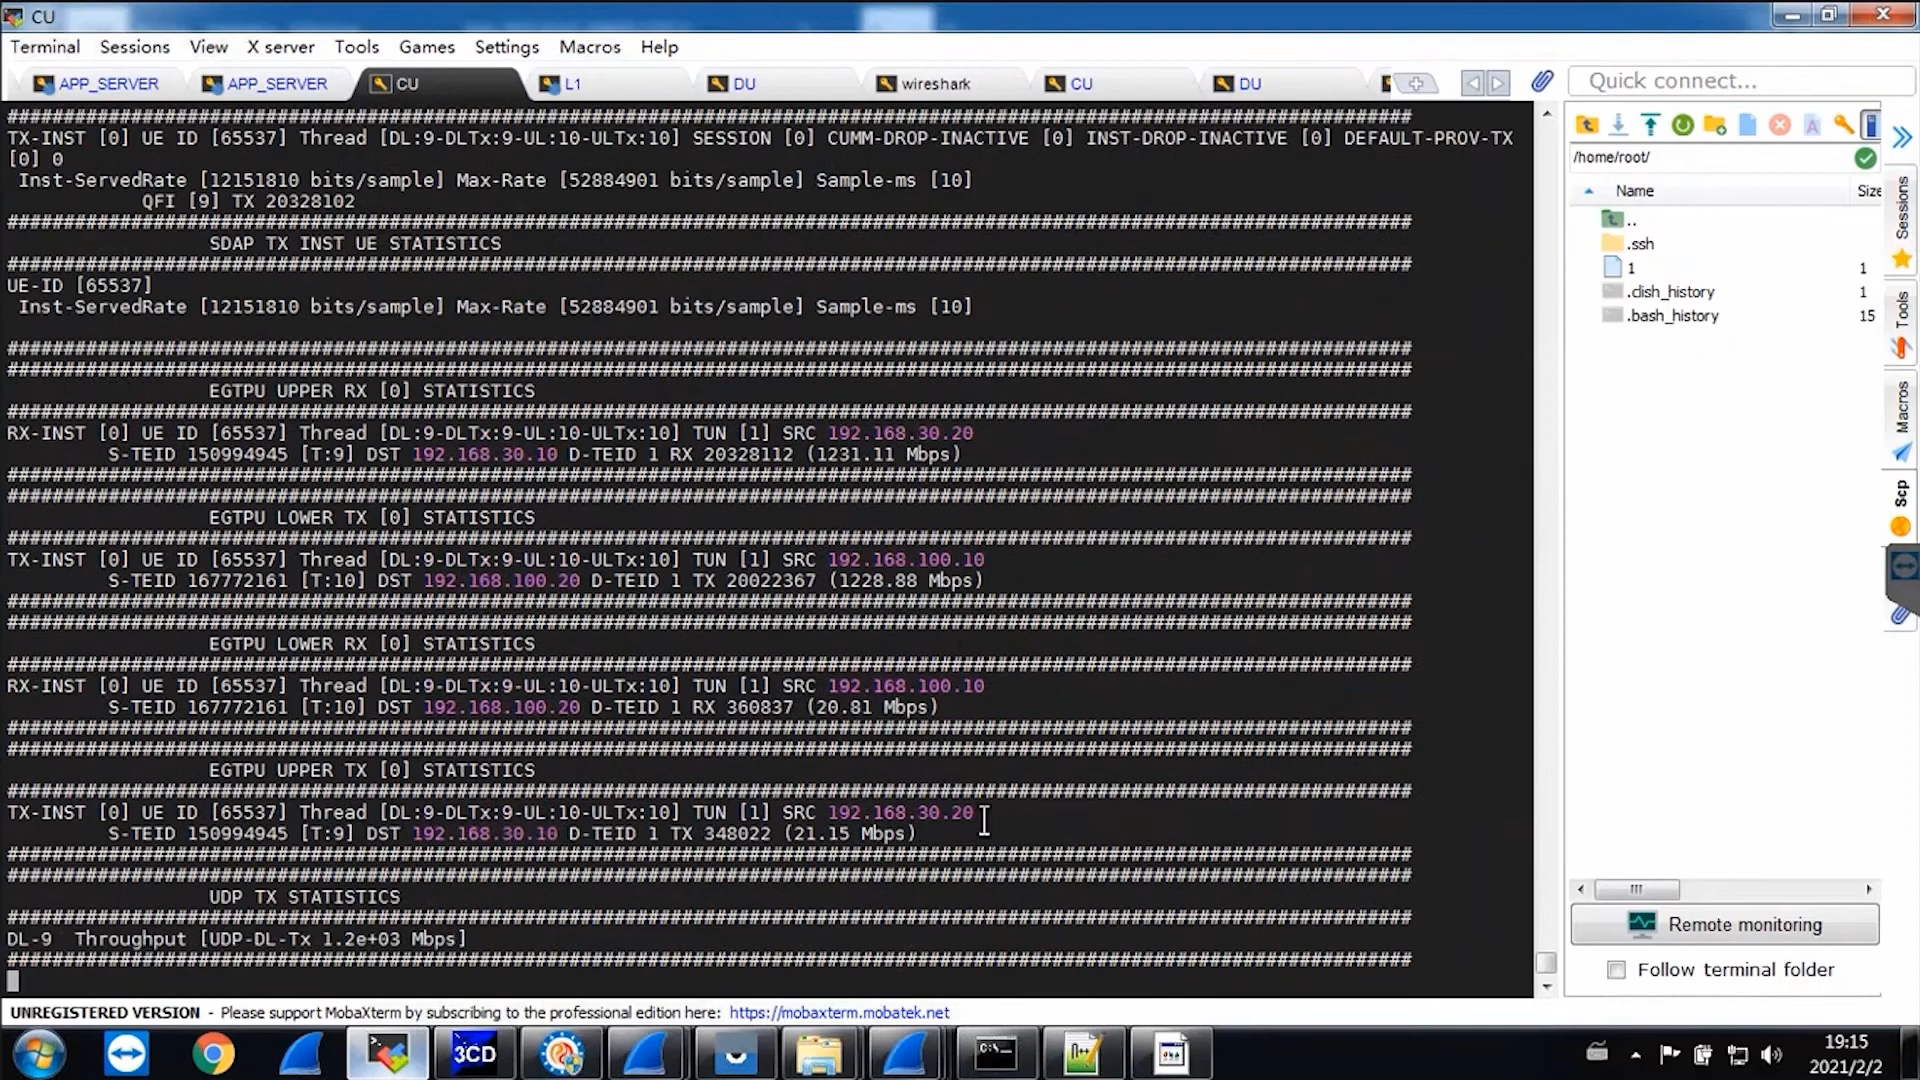 CU
Terminal Sessions View X server Tools Games Settings Macros Help
APP_SERVER APP_SERVER CU L1 DU wireshark CU DU Quick connect...
TX-INST [0] UE ID [65537] Thread [DL:9-DLTx:9-UL:10-ULTx:10] SESSION [0] CUMM-DROP-INACTIVE [0] INST-DROP-INACTIVE [0] DEFAULT-PROV-TX
[0] 0
Inst-ServedRate [12151810 bits/sample] Max-Rate [52884901 bits/sample] Sample-ms [10]
QFI [9] TX 20328102
SDAP TX INST UE STATISTICS
UE-ID [65537]
Inst-ServedRate [12151810 bits/sample] Max-Rate [52884901 bits/sample] Sample-ms [10]
EGTPU UPPER RX [0] STATISTICS
RX-INST [0] UE ID [65537] Thread [DL:9-DLTx:9-UL:10-ULTx:10] TUN [1] SRC 192.168.30.20
S-TEID 150994945 [T:9] DST 192.168.30.10 D-TEID 1 RX 20328112 (1231.11 Mbps)
EGTPU LOWER TX [0] STATISTICS
TX-INST [0] UE ID [65537] Thread [DL:9-DLTx:9-UL:10-ULTx:10] TUN [1] SRC 192.168.100.10
S-TEID 167772161 [T:10] DST 192.168.100.20 D-TEID 1 TX 20022367 (1228.88 Mbps)
EGTPU LOWER RX [0] STATISTICS
RX-INST [0] UE ID [65537] Thread [DL:9-DLTx:9-UL:10-ULTx:10] TUN [1] SRC 192.168.100.10
S-TEID 167772161 [T:10] DST 192.168.100.20 D-TEID 1 RX 360837 (20.81 Mbps)
EGTPU UPPER TX [0] STATISTICS
TX-INST [0] UE ID [65537] Thread [DL:9-DLTx:9-UL:10-ULTx:10] TUN [1] SRC 192.168.30.20
S-TEID 150994945 [T:9] DST 192.168.30.10 D-TEID 1 TX 348022 (21.15 Mbps)
UDP TX STATISTICS
DL-9 Throughput [UDP-DL-Tx 1.2e+03 Mbps]
/home/root/
Name Size
..
.ssh
1 1
.clish_history 1
.bash_history 15
Sessions
Tools
Macros
Scp
Remote monitoring
Follow terminal folder
UNREGISTERED VERSION - Please support MobaXterm by subscribing to the professional edition here: https://mobaxterm.mobatek.net
3CD
19:15
2021/2/2